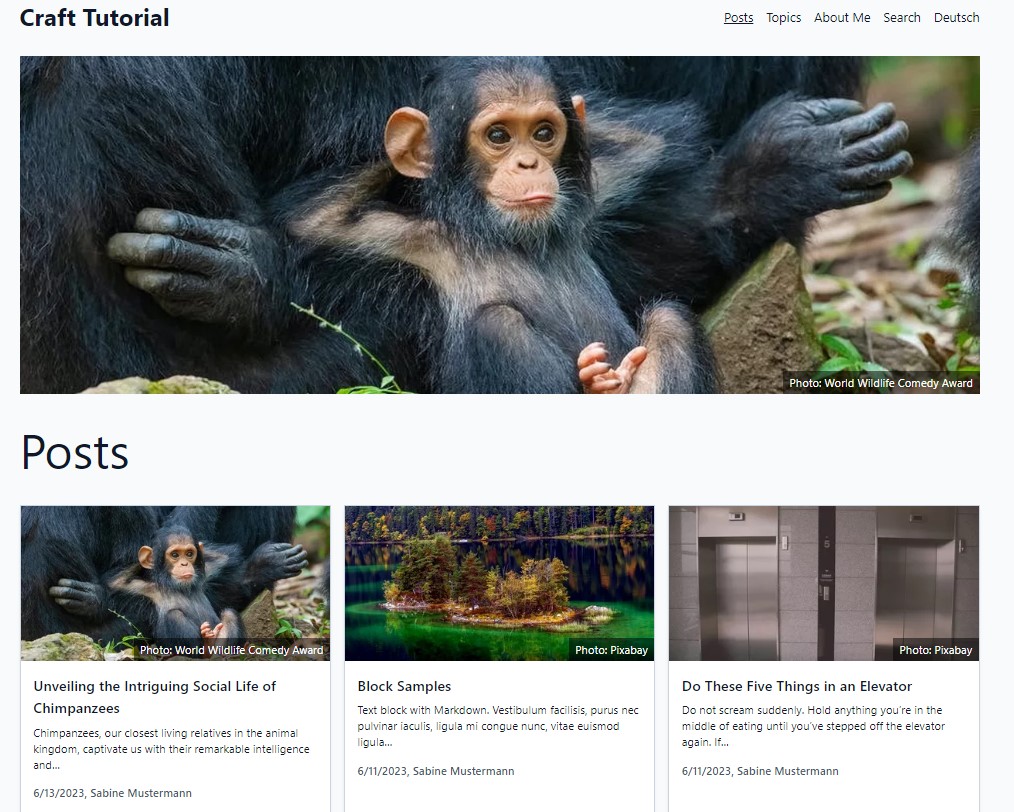 Craft Tutorial
Posts Topics About Me Search Deutsch
Photo: World Wildlife Comedy Award
Posts
Photo: World Wildlife Comedy Award
Unveiling the Intriguing Social Life of
Chimpanzees
Chimpanzees, our closest living relatives in the animal
kingdom, captivate us with their remarkable intelligence
and...
6/13/2023, Sabine Mustermann
Photo: Pixabay
Block Samples
Text block with Markdown. Vestibulum facilisis, purus nec
pulvinar iaculis, ligula mi congue nunc, vitae euismod
ligula...
6/11/2023, Sabine Mustermann
5
Photo: Pixabay
Do These Five Things in an Elevator
Do not scream suddenly. Hold anything you're in the
middle of eating until you've stepped off the elevator
again. If...
6/11/2023, Sabine Mustermann